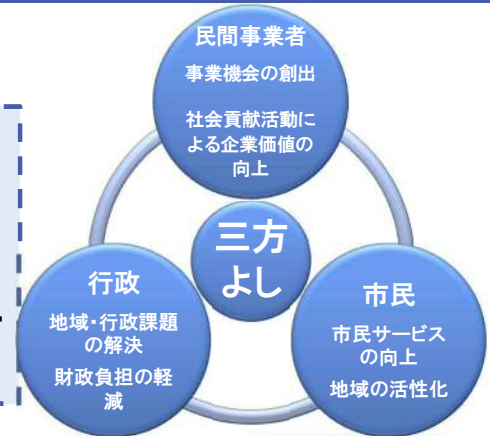 民間事業者
事業機会の創出
社会貢献活動に
よる企業価値の
向上
三方
よし
行政
地域・行政課題
の解決
財政負担の軽
減
市民
市民サービス
の向上
地域の活性化